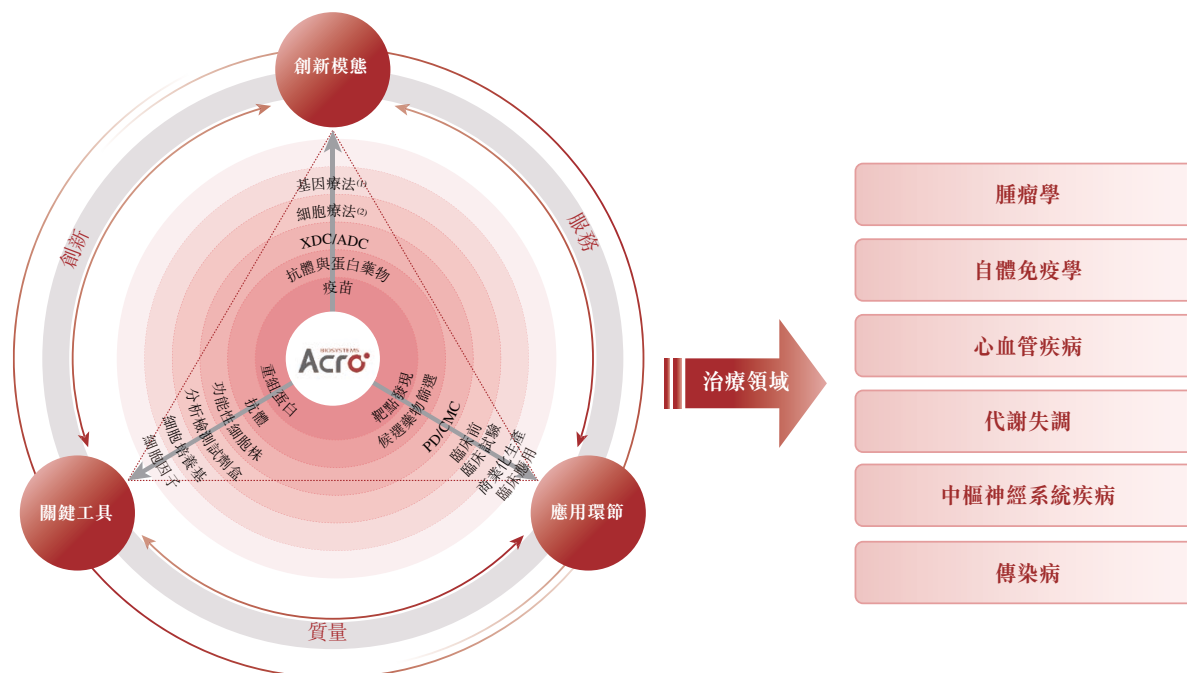 創新模態
基因療法(1)
細胞療法(2)
XDC/ADC
抗體與蛋白藥物
疫苗
創新
服務
BIOSYSTEMS
Acro
重組蛋白
抗體
功能性細胞株
分析檢測試劑盒
細胞培養基
細胞因子
靶點發現
候選藥物篩選
PD/CMC
臨床前
臨床試驗
商業化生產
臨床應用
關鍵工具
應用環節
質量
治療領域
腫瘤學
自體免疫學
心血管疾病
代謝失調
中樞神經系統疾病
傳染病